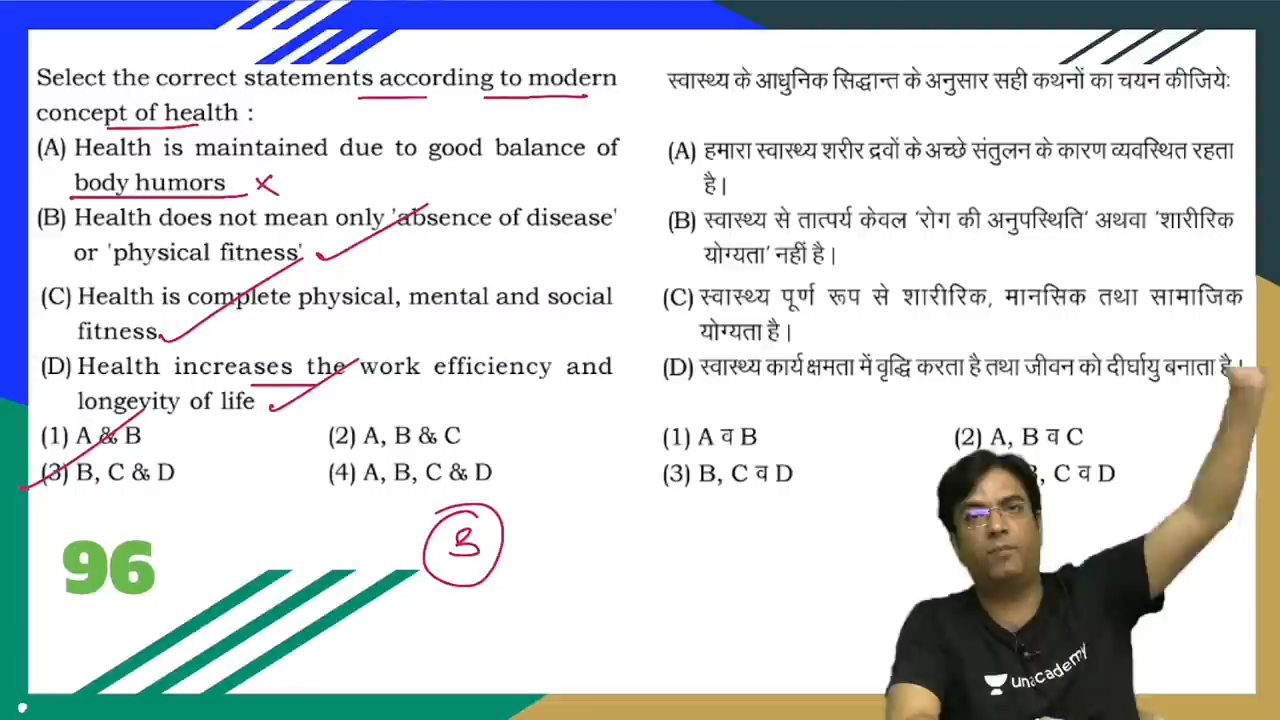 Select the correct statements according to modern
concept of health :
(A) Health is maintained due to good balance of
body humors
(B) Health does not mean only 'absence of disease'
or 'physical fitness'
(C) Health is complete physical, mental and social
fitness.
(D) Health increases the work efficiency and
longevity of life
(1) A & B (2) A, B & C
(3) B, C & D (4) A, B, C & D
3
96
स्वास्थ्य के आधुनिक सिद्धान्त के अनुसार सही कथनों का चयन कीजिये:
(A) हमारा स्वास्थ्य शरीर द्रवों के अच्छे संतुलन के कारण व्यवस्थित रहता
है।
(B) स्वास्थ्य से तात्पर्य केवल ‘रोग की अनुपस्थिति’ अथवा ‘शारीरिक
योग्यता’ नहीं है।
(C) स्वास्थ्य पूर्ण रूप से शारीरिक, मानसिक तथा सामाजिक
योग्यता है।
(D) स्वास्थ्य कार्य क्षमता में वृद्धि करता है तथा जीवन को दीर्घायु बनाता है।
(1) A व B (2) A, B व C
(3) B, C व D , C व D
unacademy